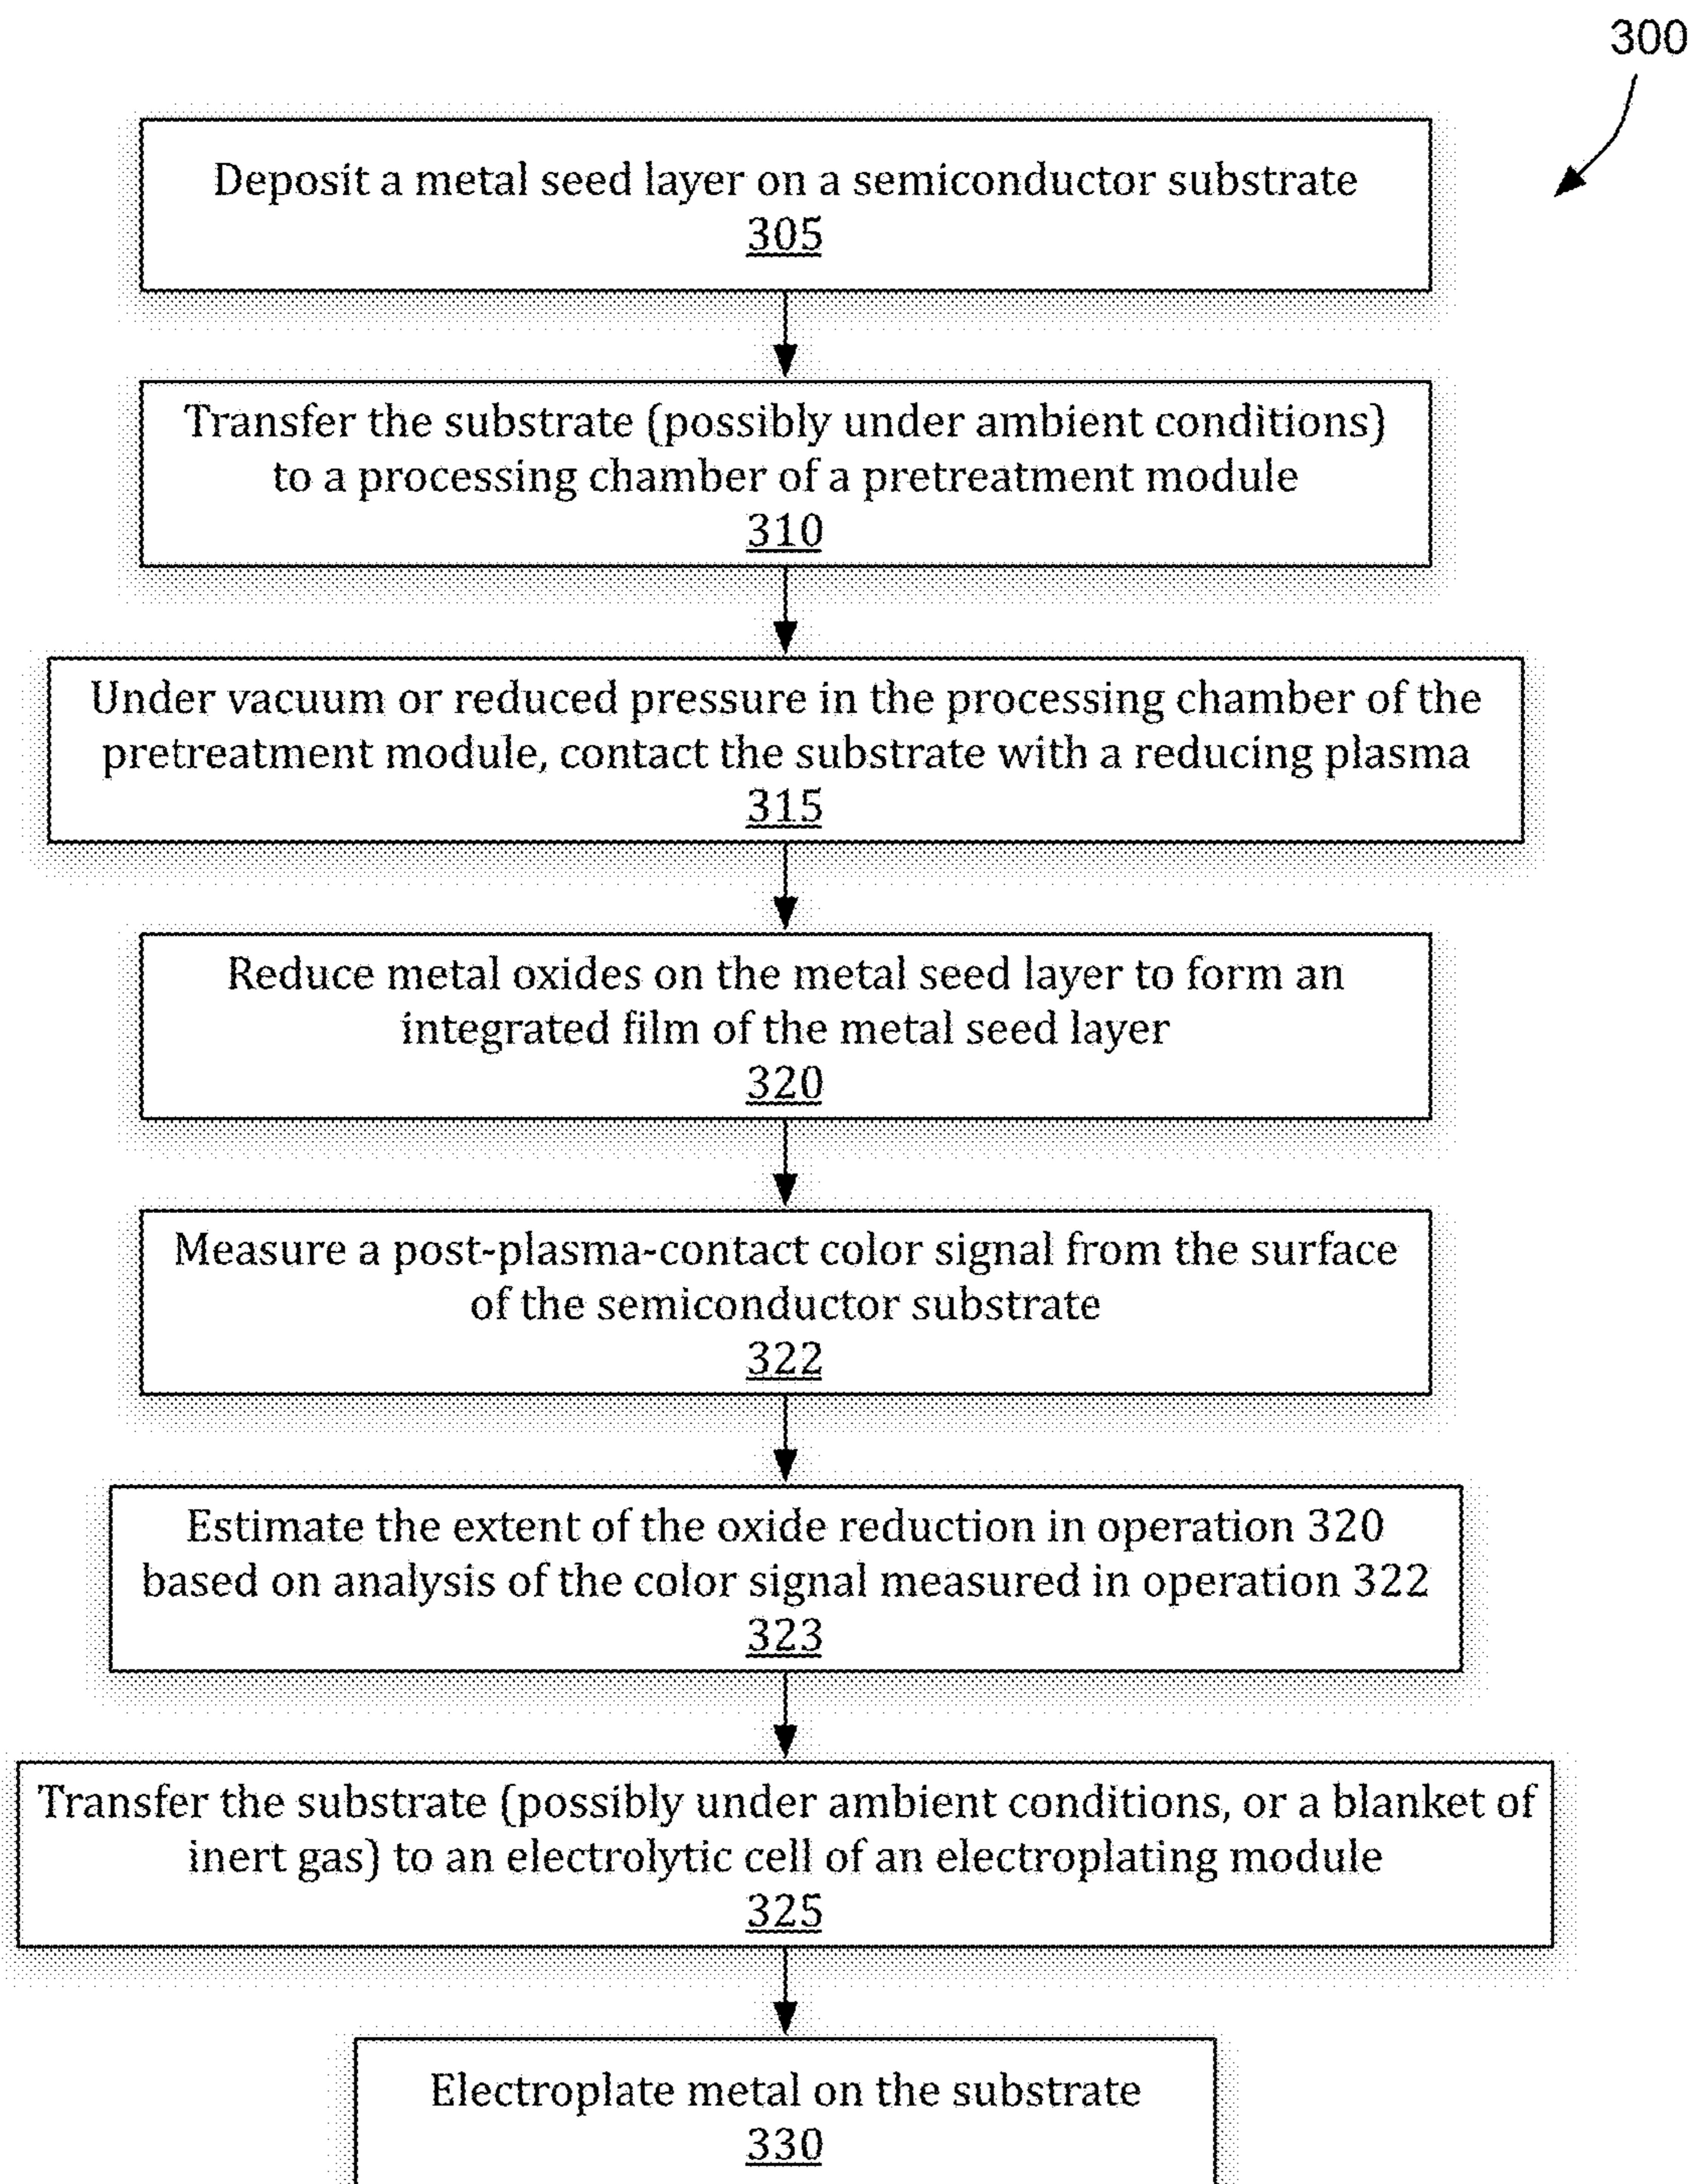 300
Deposit a metal seed layer on a semiconductor substrate
305
Transfer the substrate (possibly under ambient conditions)
to a processing chamber of a pretreatment module
310
Under vacuum or reduced pressure in the processing chamber of the
pretreatment module, contact the substrate with a reducing plasma
315
Reduce metal oxides on the metal seed layer to form an
integrated film of the metal seed layer
320
Measure a post-plasma-contact color signal from the surface
of the semiconductor substrate
322
Estimate the extent of the oxide reduction in operation 320
based on analysis of the color signal measured in operation 322
323
Transfer the substrate (possibly under ambient conditions, or a blanket of
inert gas) to an electrolytic cell of an electroplating module
325
Electroplate metal on the substrate
330